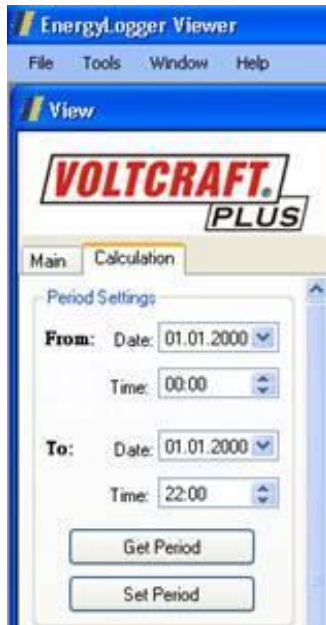 EnergyLogger Viewer
File Tools Window Help
View
VOLTCRAFT.
PLUS
Main Calculation
Period Settings
From: Date: 01.01.2000
Time: 00:00
To: Date: 01.01.2000
Time: 22:00
Get Period
Set Period